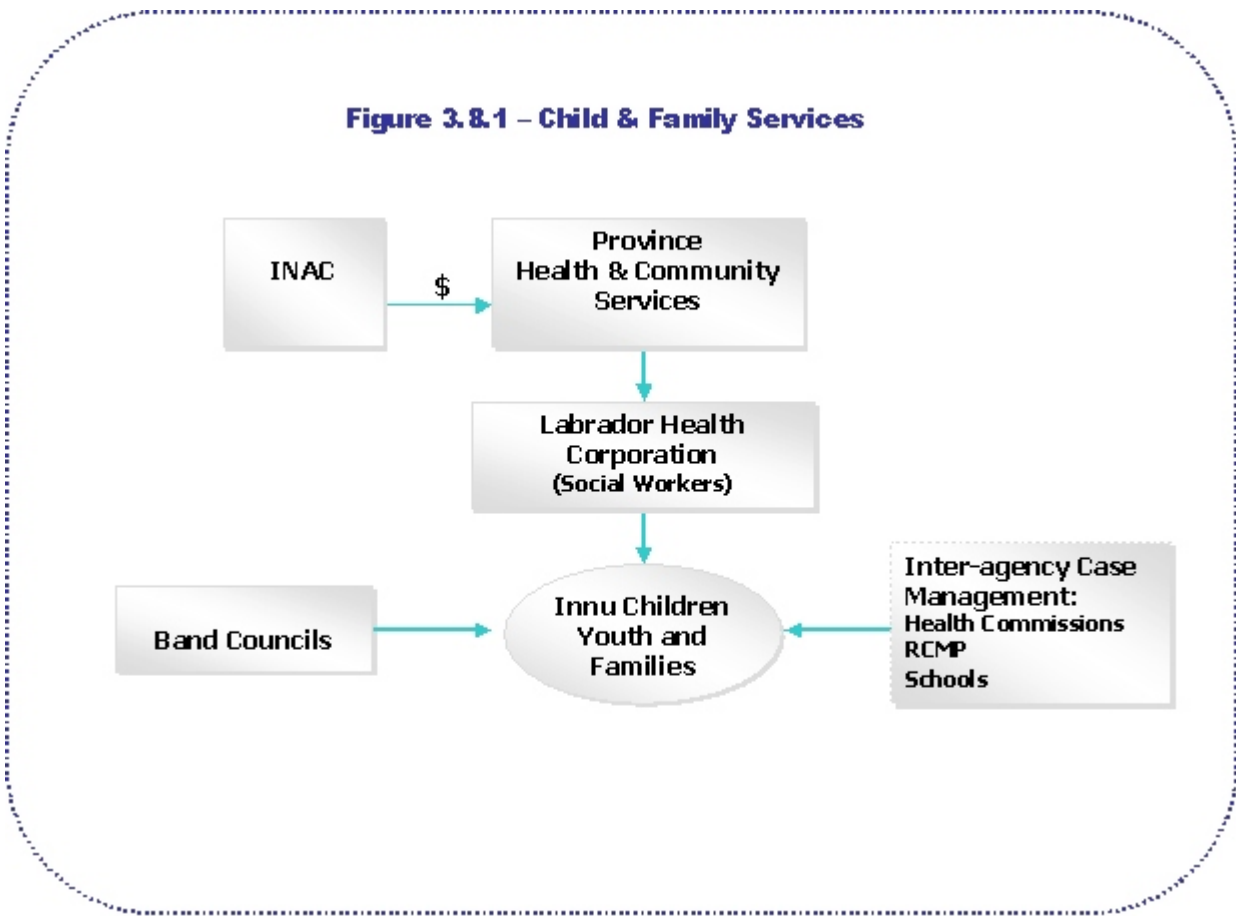 Figure 3.8.1 – Child & Family Services
INAC
$
Province
Health & Community
Services
Labrador Health
Corporation
(Social Workers)
Band Councils
Innu Children
Youth and
Families
Inter-agency Case
Management:
Health Commissions
RCMP
Schools